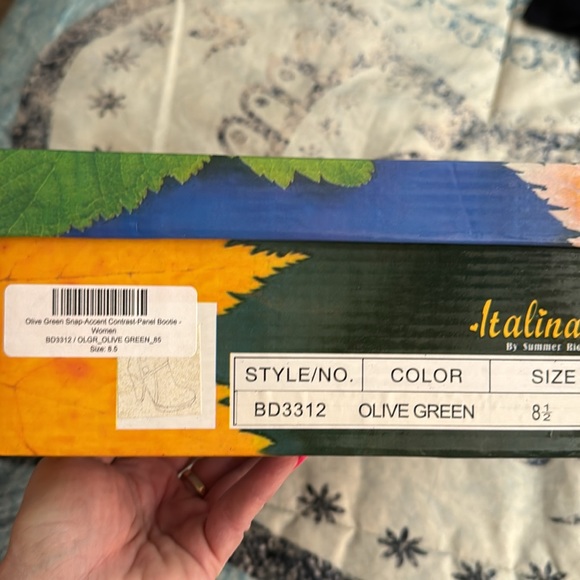 Olive Green Snap-Accent Contrast-Panel Bootie -
Women
BD3312 / OLGR_OLIVE GREEN_85
Size: 8.5
Italina
By Summer
STYLE/NO. COLOR SIZE
BD3312 OLIVE GREEN 8½